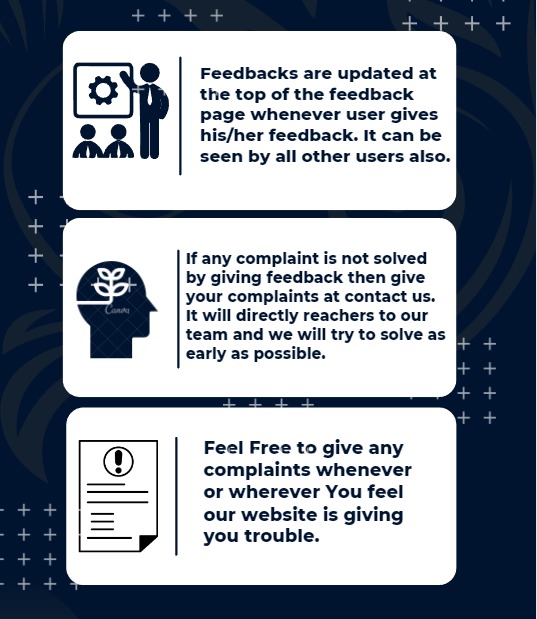 Feedbacks are updated at
the top of the feedback
page whenever user gives
his/her feedback. It can be
seen by all other users also.
If any complaint is not solved
by giving feedback then give
your complaints at contact us.
It will directly reachers to our
team and we will try to solve as
early as possible.
Canva
Feel Free to give any
complaints whenever
or wherever You feel
our website is giving
you trouble.